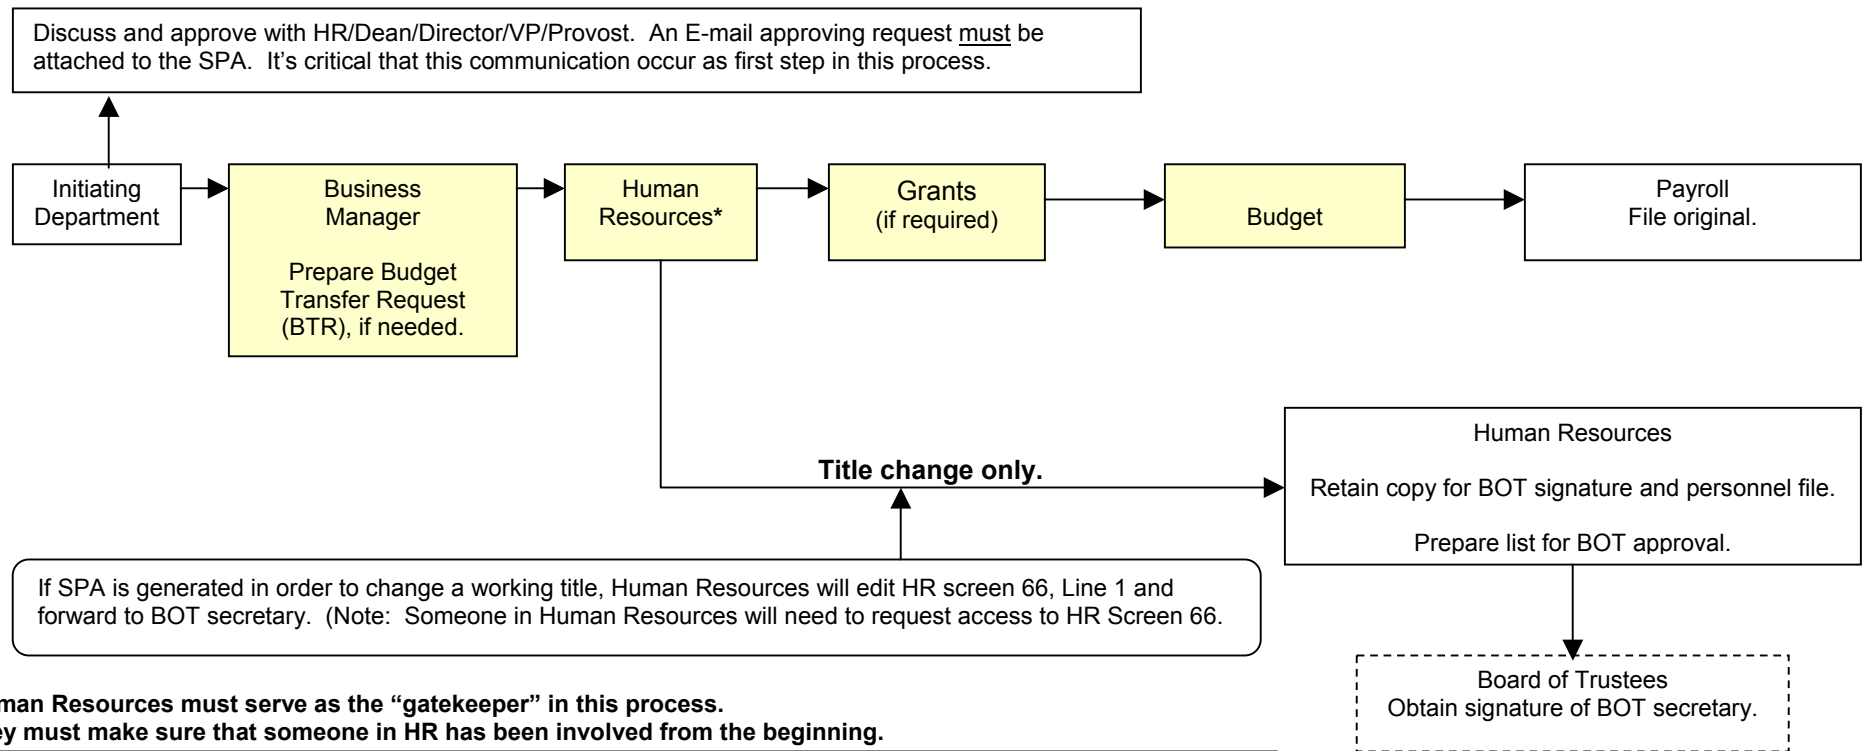 Discuss and approve with HR/Dean/Director/VP/Provost. An E-mail approving request must be
attached to the SPA. It's critical that this communication occur as first step in this process.
Initiating
Department
Business
Manager
Prepare Budget
Transfer Request
(BTR), if needed.
Human
Resources*
Grants
(if required)
Budget
Payroll
File original.
Title change only.
Human Resources
Retain copy for BOT signature and personnel file.
Prepare list for BOT approval.
If SPA is generated in order to change a working title, Human Resources will edit HR screen 66, Line 1 and
forward to BOT secretary. (Note: Someone in Human Resources will need to request access to HR Screen 66.
Board of Trustees
Obtain signature of BOT secretary.
man Resources must serve as the “gatekeeper” in this process.
ey must make sure that someone in HR has been involved from the beginning.